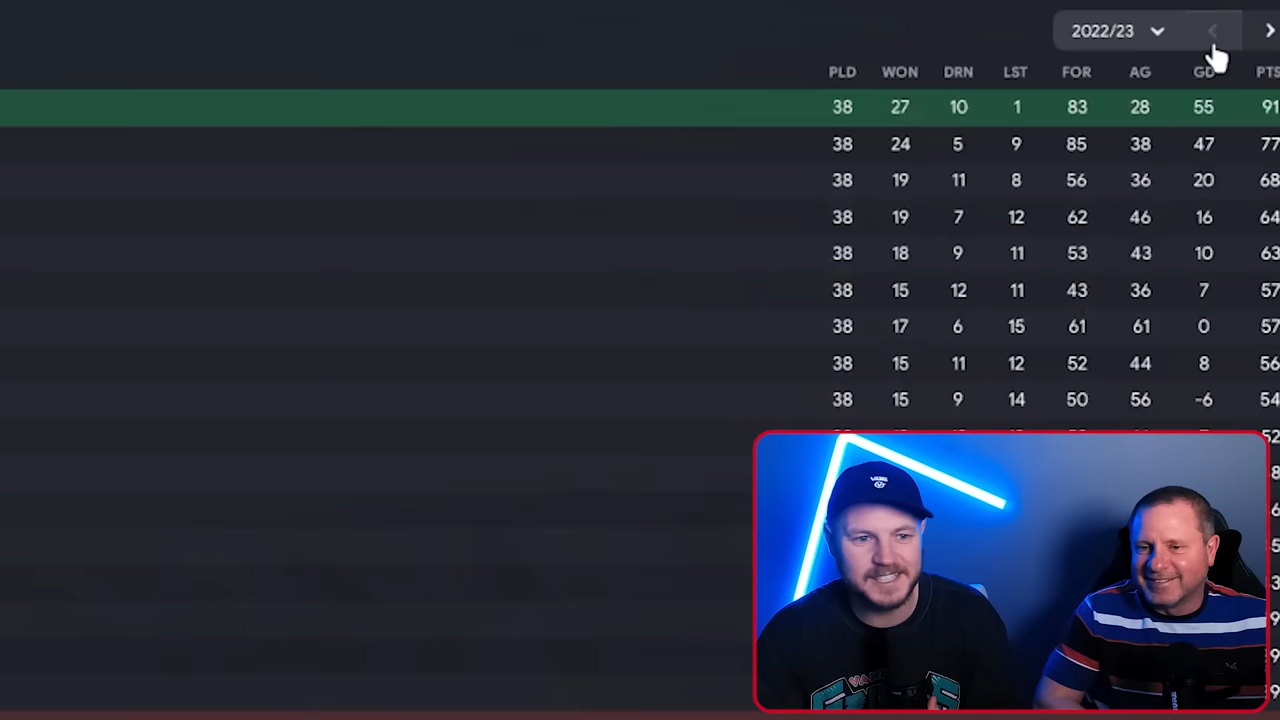 2022/23
PLD WON DRN LST FOR AG GD PTS
38 27 10 1 83 28 55 91
38 24 5 9 85 38 47 77
38 19 11 8 56 36 20 68
38 19 7 12 62 46 16 64
38 18 9 11 53 43 10 63
38 15 12 11 43 36 7 57
38 17 6 15 61 61 0 57
38 15 11 12 52 44 8 56
38 15 9 14 50 56 -6 54
52
VANS